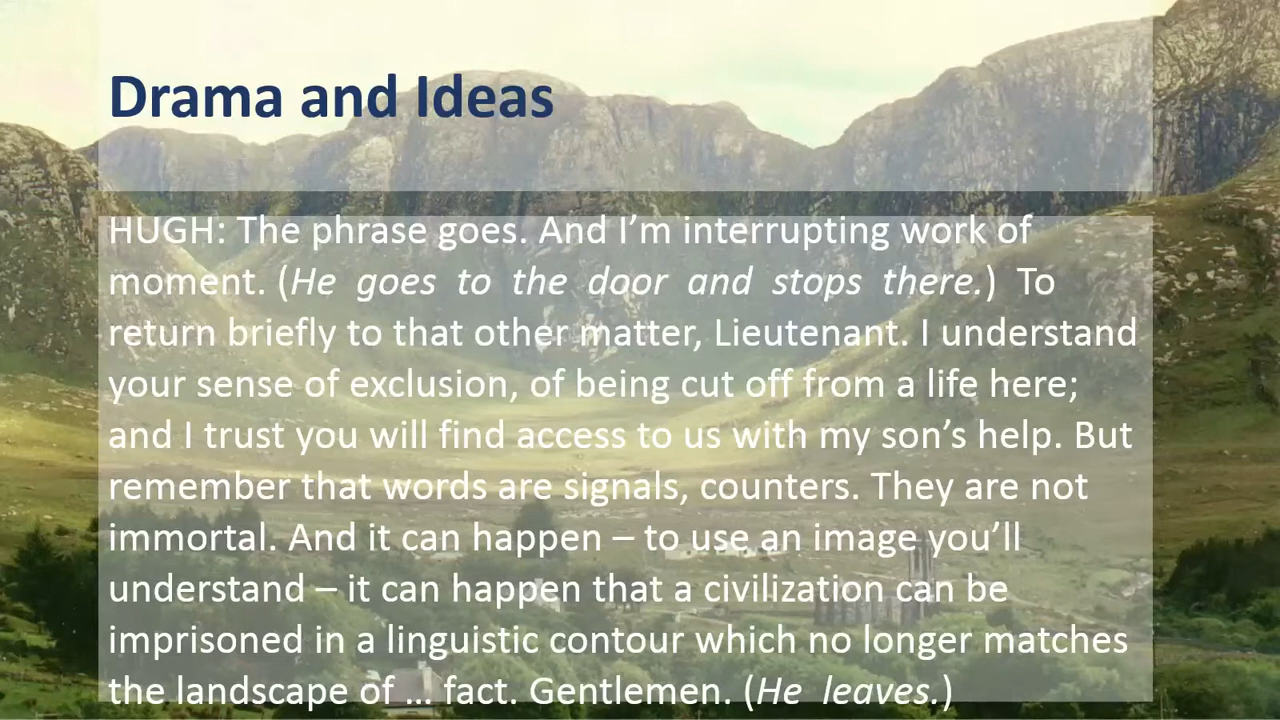 Drama and Ideas
HUGH: The phrase goes. And I’m interrupting work of
moment. (He goes to the door and stops there.) To
return briefly to that other matter, Lieutenant. I understand
your sense of exclusion, of being cut off from a life here;
and I trust you will find access to us with my son’s help. But
remember that words are signals, counters. They are not
immortal. And it can happen – to use an image you’ll
understand – it can happen that a civilization can be
imprisoned in a linguistic contour which no longer matches
the landscape of ... fact. Gentlemen. (He leaves.)